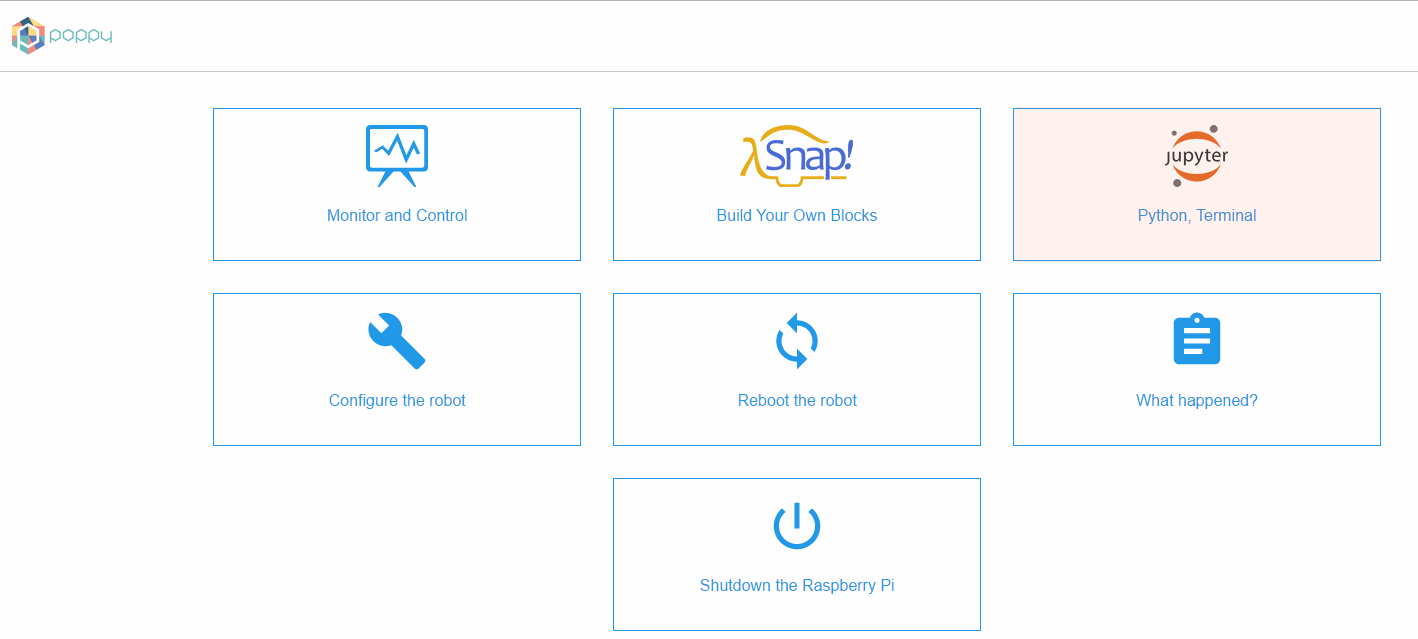 poppy
λSnap!
jupyter
Monitor and Control
Build Your Own Blocks
Python, Terminal
Configure the robot
Reboot the robot
What happened?
Shutdown the Raspberry Pi